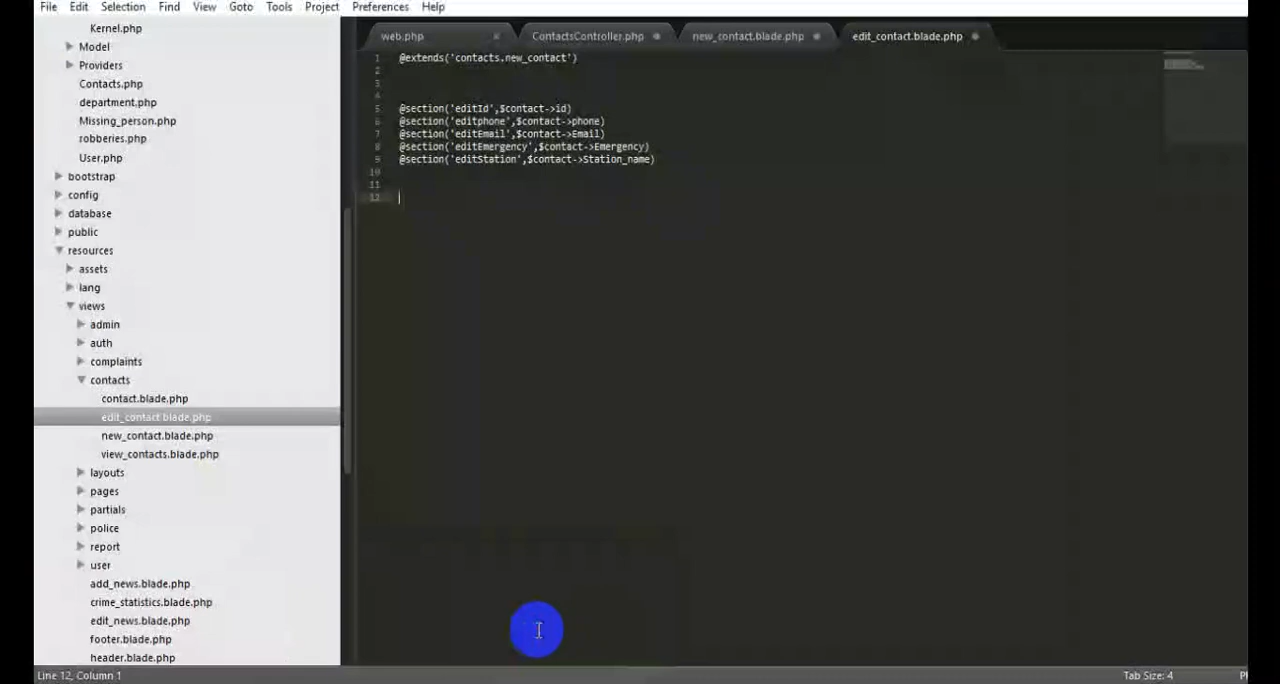 File Edit Selection Find View Goto Tools Project Preferences Help
Kernel.php
Model
Providers
Contacts.php
department.php
Missing_person.php
robberies.php
User.php
bootstrap
config
database
public
resources
assets
lang
views
admin
auth
complaints
contacts
contact.blade.php
edit_contact.blade.php
new_contact.blade.php
view_contacts.blade.php
layouts
pages
partials
police
report
user
add_news.blade.php
crime_statistics.blade.php
edit_news.blade.php
footer.blade.php
header.blade.php
web.php × ContactsController.php new_contact.blade.php edit_contact.blade.php
1 @extends('contacts.new_contact')
2
3
4
5 @section('editId',$contact->id)
6 @section('editphone',$contact->phone)
7 @section('editEmail',$contact->Email)
8 @section('editEmergency',$contact->Emergency)
9 @section('editStation',$contact->Station_name)
10
11
12
Line 12, Column 1 Tab Size: 4